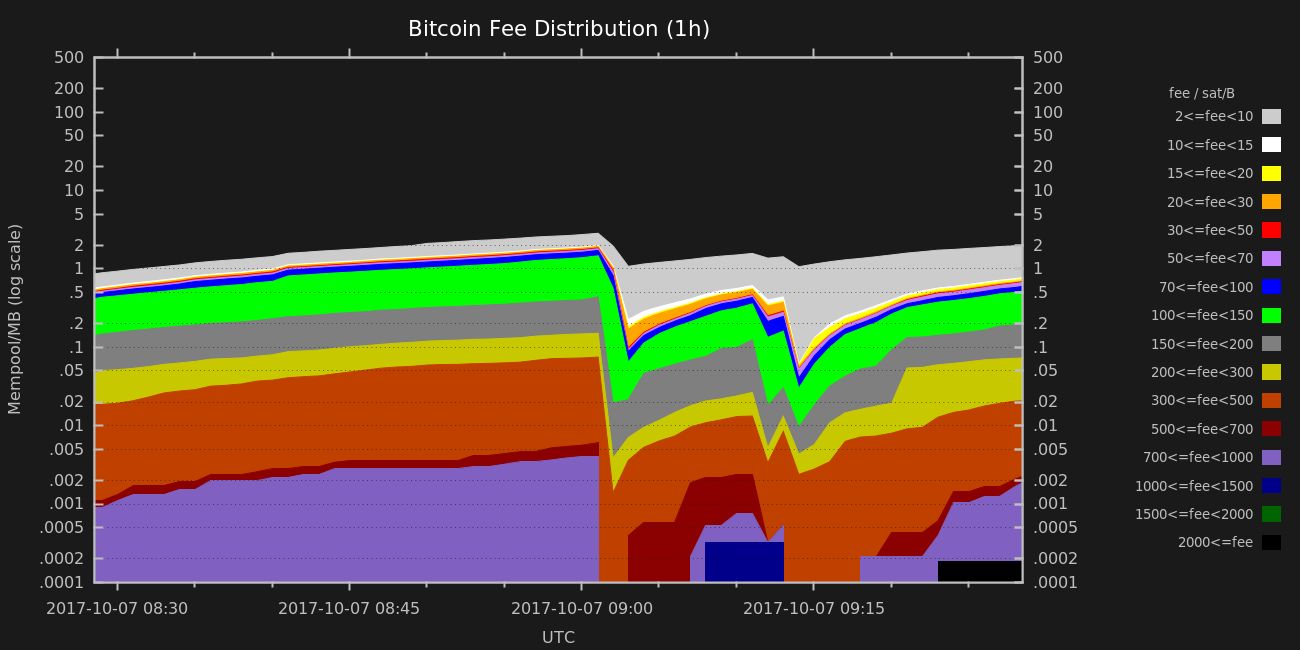 Bitcoin Fee Distribution (1h)
Mempool/MB (log scale)
500
200
100
50
20
10
5
2
1
.5
.2
.1
.05
.02
.01
.005
.002
.001
.0005
.0002
.0001
500
200
100
50
20
10
5
2
1
.5
.2
.1
.05
.02
.01
.005
.002
.001
.0005
.0002
.0001
2017-10-07 08:30 2017-10-07 08:45 2017-10-07 09:00 2017-10-07 09:15
UTC
fee / sat/B
2<=fee<10
10<=fee<15
15<=fee<20
20<=fee<30
30<=fee<50
50<=fee<70
70<=fee<100
100<=fee<150
150<=fee<200
200<=fee<300
300<=fee<500
500<=fee<700
700<=fee<1000
1000<=fee<1500
1500<=fee<2000
2000<=fee